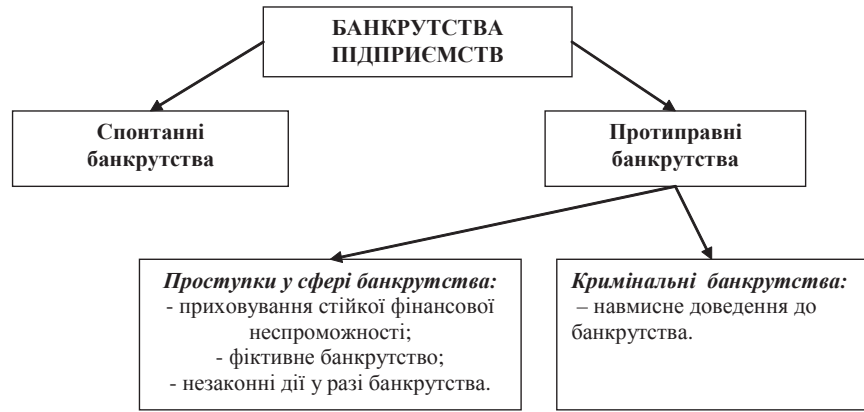 БАНКРУТСТВА
ПІДПРИЄМСТВ
Спонтанні
банкрутства
Протиправні
банкрутства
Проступки у сфері банкрутства:
- приховування стійкої фінансової
неспроможності;
- фіктивне банкрутство;
- незаконні дії у разі банкрутства.
Кримінальні банкрутства:
– навмисне доведення до
банкрутства.